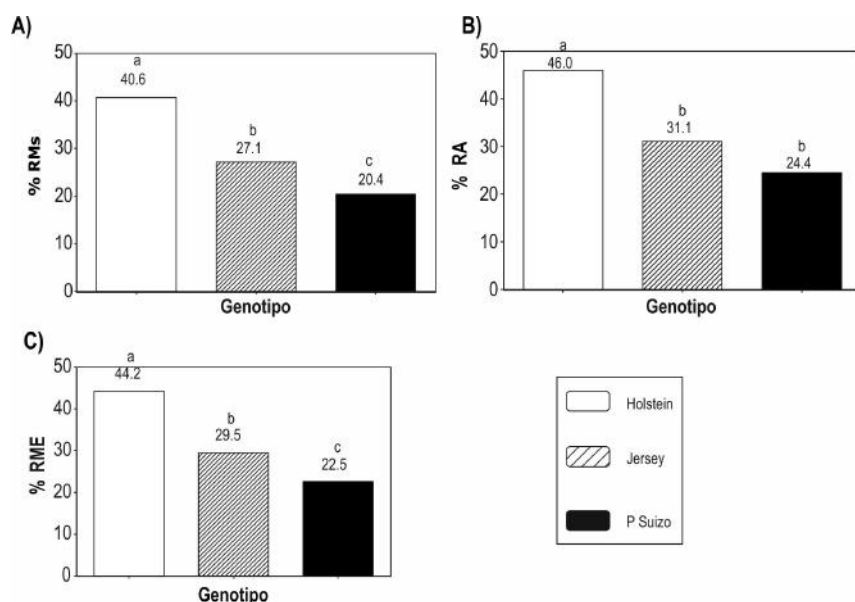 A)
% RMs
50
40
30
20
10
0
a
40.6
b
27.1
c
20.4
Genotipo
B)
% RA
50
40
30
20
10
0
a
46.0
b
31.1
b
24.4
Genotipo
C)
% RME
50
40
30
20
10
0
a
44.2
b
29.5
c
22.5
Genotipo
Holstein
Jersey
P Suizo